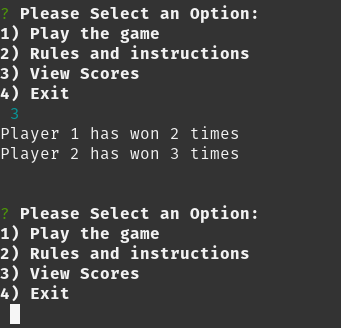 ? Please Select an Option:
1) Play the game
2) Rules and instructions
3) View Scores
4) Exit
3
Player 1 has won 2 times
Player 2 has won 3 times
? Please Select an Option:
1) Play the game
2) Rules and instructions
3) View Scores
4) Exit